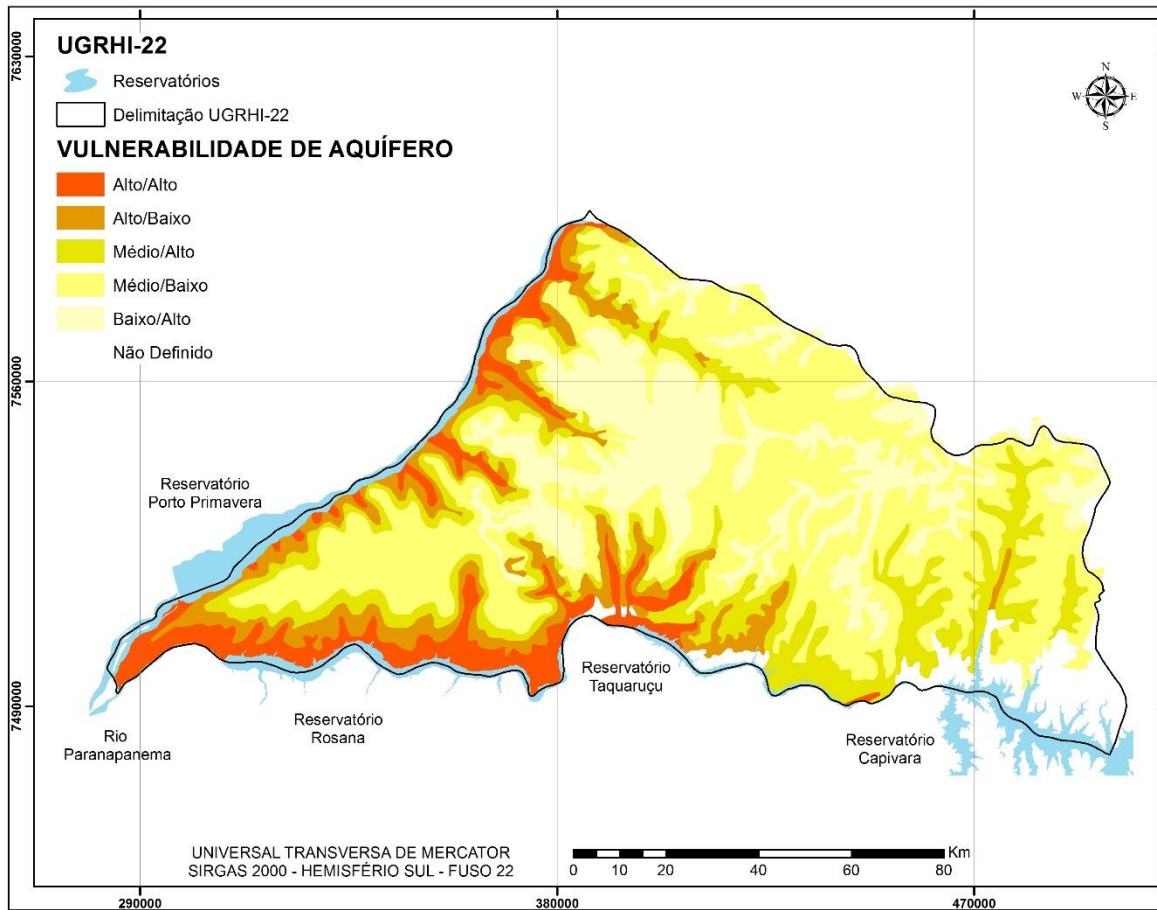 UGRHI-22
Reservatórios
Delimitação UGRHI-22
VULNERABILIDADE DE AQUÍFERO
Alto/Alto
Alto/Baixo
Médio/Alto
Médio/Baixo
Baixo/Alto
Não Definido
N
W
E
S
7630000
7560000
7490000
Reservatório
Porto Primavera
Rio
Paranapanema
Reservatório
Rosana
Reservatório
Taquaruçu
Reservatório
Capivara
UNIVERSAL TRANSVERSA DE MERCATOR
SIRGAS 2000 - HEMISFÉRIO SUL - FUSO 22
Km
0 10 20 40 60 80
290000
380000
470000